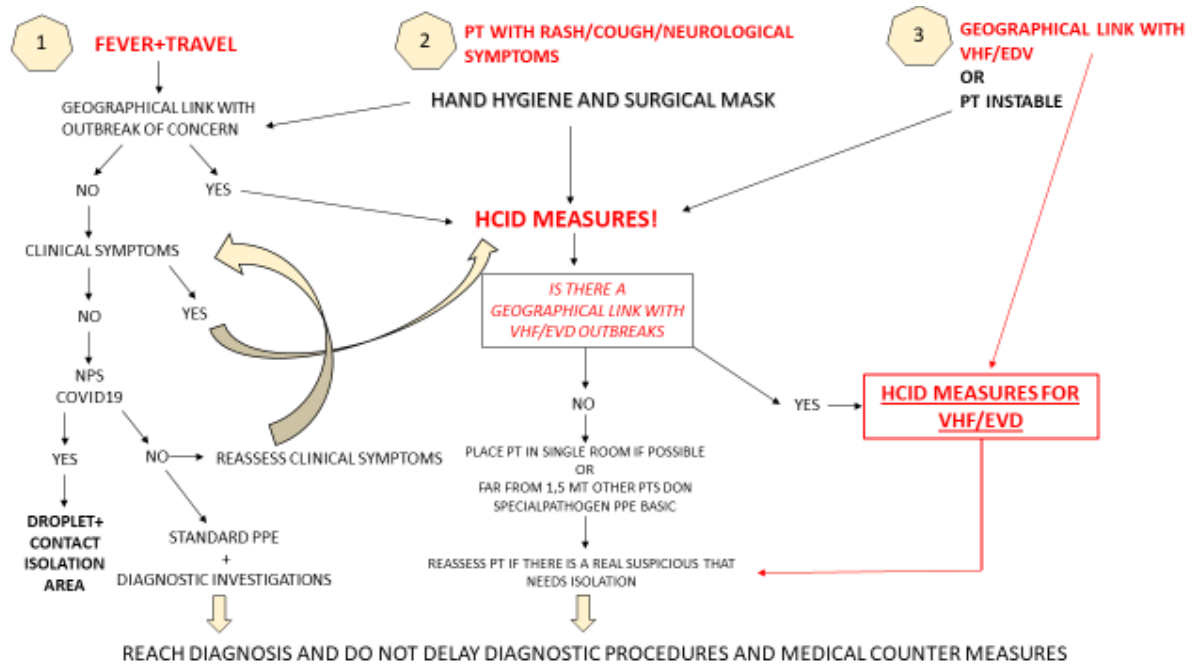 1
FEVER+TRAVEL
GEOGRAPHICAL LINK WITH
OUTBREAK OF CONCERN
NO
YES
CLINICAL SYMPTOMS
NO
YES
NPS
COVID19
YES
NO
REASSESS CLINICAL SYMPTOMS
DROPLET+
CONTACT
ISOLATION
AREA
STANDARD PPE
+
DIAGNOSTIC INVESTIGATIONS
2
PT WITH RASH/COUGH/NEUROLOGICAL
SYMPTOMS
HAND HYGIENE AND SURGICAL MASK
HCID MEASURES!
IS THERE A
GEOGRAPHICAL LINK WITH
VHF/EVD OUTBREAKS
NO
YES
PLACE PT IN SINGLE ROOM IF POSSIBLE
OR
FAR FROM 1,5 MT OTHER PTS DON
SPECIALPATHOGEN PPE BASIC
REASSESS PT IF THERE IS A REAL SUSPICIOUS THAT
NEEDS ISOLATION
3
GEOGRAPHICAL LINK WITH
VHF/EDV
OR
PT INSTABLE
HCID MEASURES FOR
VHF/EVD
REACH DIAGNOSIS AND DO NOT DELAY DIAGNOSTIC PROCEDURES AND MEDICAL COUNTER MEASURES